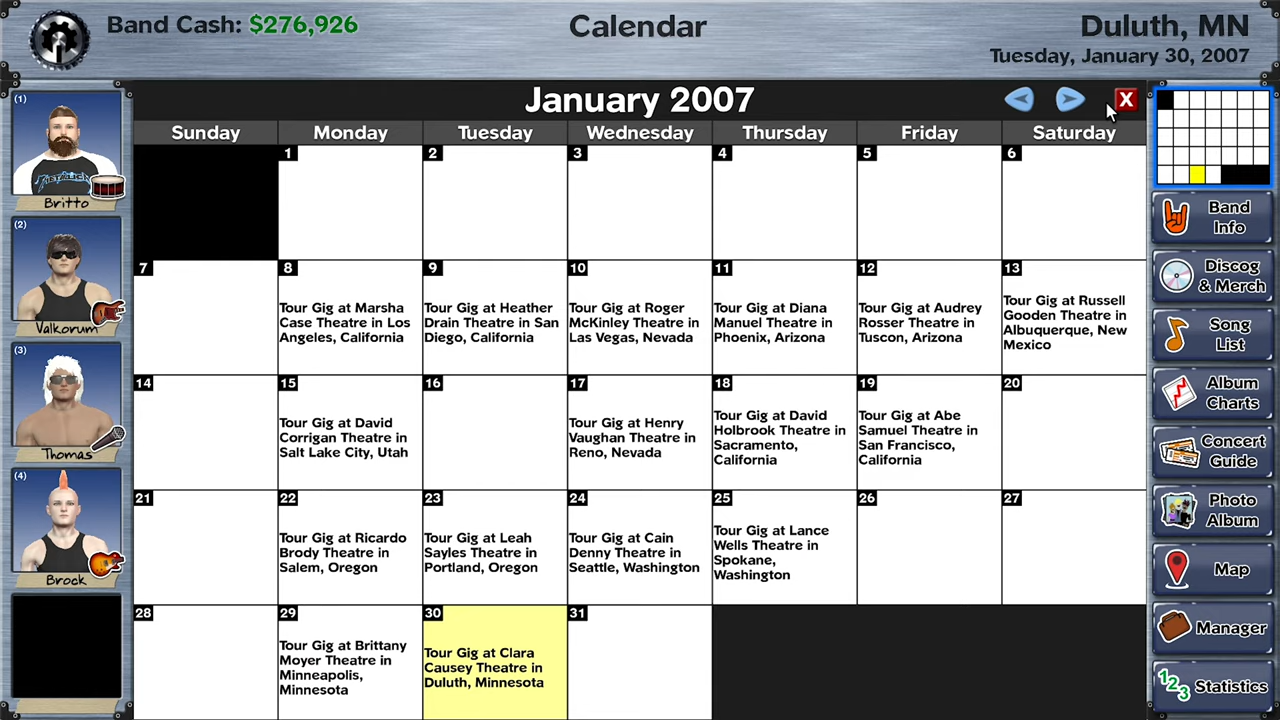 Band Cash: $276,926
Calendar
Duluth, MN
Tuesday, January 30, 2007
January 2007
X
Sunday Monday Tuesday Wednesday Thursday Friday Saturday
1 2 3 4 5 6
7 8 9 10 11 12 13
Tour Gig at Marsha
Case Theatre in Los
Angeles, California
Tour Gig at Heather
Drain Theatre in San
Diego, California
Tour Gig at Roger
McKinley Theatre in
Las Vegas, Nevada
Tour Gig at Diana
Manuel Theatre in
Phoenix, Arizona
Tour Gig at Audrey
Rosser Theatre in
Tuscon, Arizona
Tour Gig at Russell
Gooden Theatre in
Albuquerque, New
Mexico
14 15 16 17 18 19 20
Tour Gig at David
Corrigan Theatre in
Salt Lake City, Utah
Tour Gig at Henry
Vaughan Theatre in
Reno, Nevada
Tour Gig at David
Holbrook Theatre in
Sacramento,
California
Tour Gig at Abe
Samuel Theatre in
San Francisco,
California
21 22 23 24 25 26 27
Tour Gig at Ricardo
Brody Theatre in
Salem, Oregon
Tour Gig at Leah
Sayles Theatre in
Portland, Oregon
Tour Gig at Cain
Denny Theatre in
Seattle, Washington
Tour Gig at Lance
Wells Theatre in
Spokane,
Washington
28 29 30 31
Tour Gig at Brittany
Moyer Theatre in
Minneapolis,
Minnesota
Tour Gig at Clara
Causey Theatre in
Duluth, Minnesota
(1)
METALLICA
Britto
(2)
Valkorum
(3)
Thomas
(4)
Brock
Band
Info
Discog
& Merch
Song
List
Album
Charts
Concert
Guide
Photo
Album
Map
Manager
123
Statistics